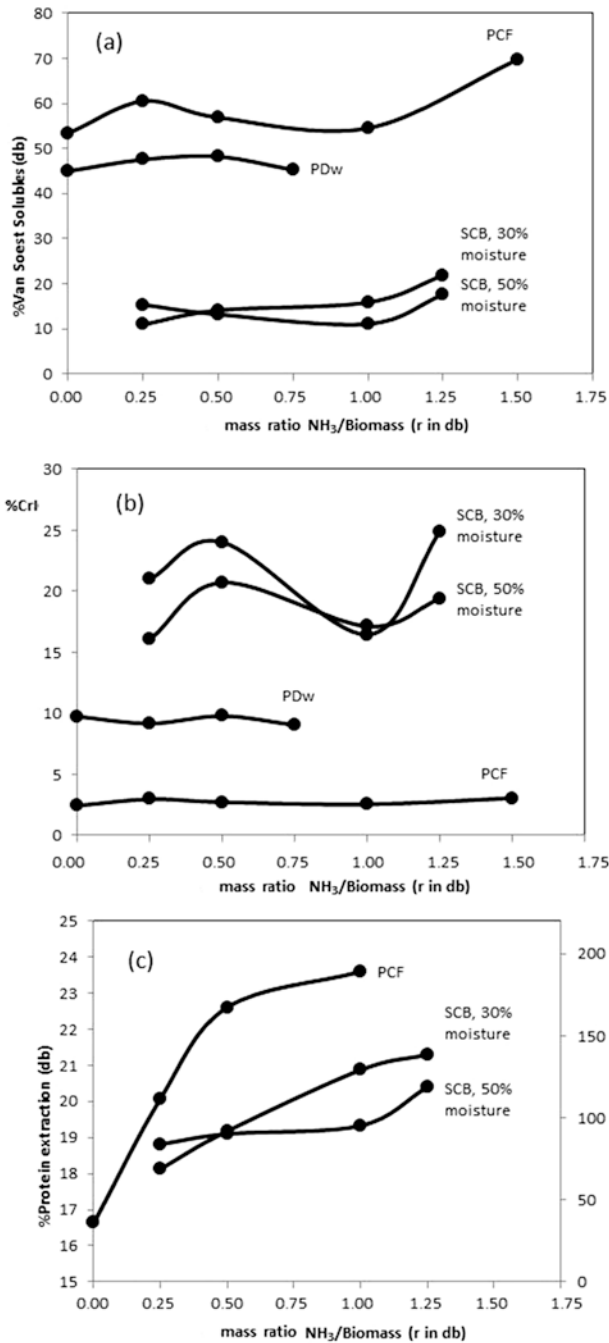 (a)
PCF
PDw
SCB, 30%
moisture
SCB, 50%
moisture
%Van Soest Solubles (db)
80
70
60
50
40
30
20
10
0
0.00 0.25 0.50 0.75 1.00 1.25 1.50 1.75
mass ratio NH₃/Biomass (r in db)
(b)
%CrI
SCB, 30%
moisture
SCB, 50%
moisture
PDw
PCF
30
25
20
15
10
5
0
0.00 0.25 0.50 0.75 1.00 1.25 1.50 1.75
mass ratio NH₃/Biomass (r in db)
(c)
PCF
SCB, 30%
moisture
SCB, 50%
moisture
%Protein extraction (db)
25
24
23
22
21
20
19
18
17
16
15
200
150
100
50
0
0.00 0.25 0.50 0.75 1.00 1.25 1.50 1.75
mass ratio NH₃/Biomass (r in db)